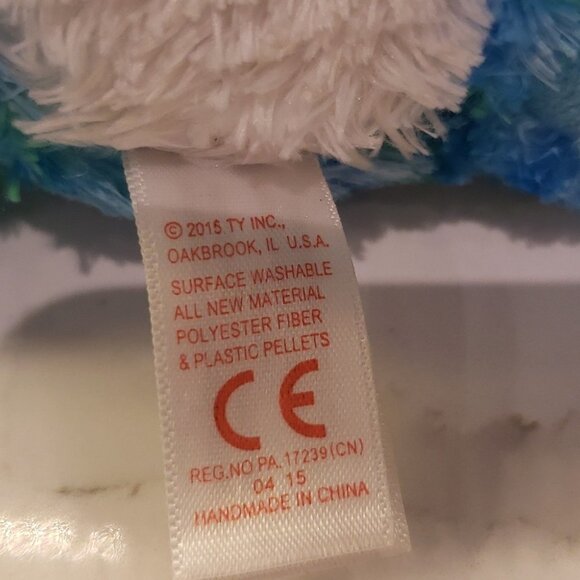 © 2015 TY INC.,
OAKBROOK, IL U.S.A.
SURFACE WASHABLE
ALL NEW MATERIAL
POLYESTER FIBER
& PLASTIC PELLETS
CE
REG.NO PA. 17239(CN)
04 15
HANDMADE IN CHINA